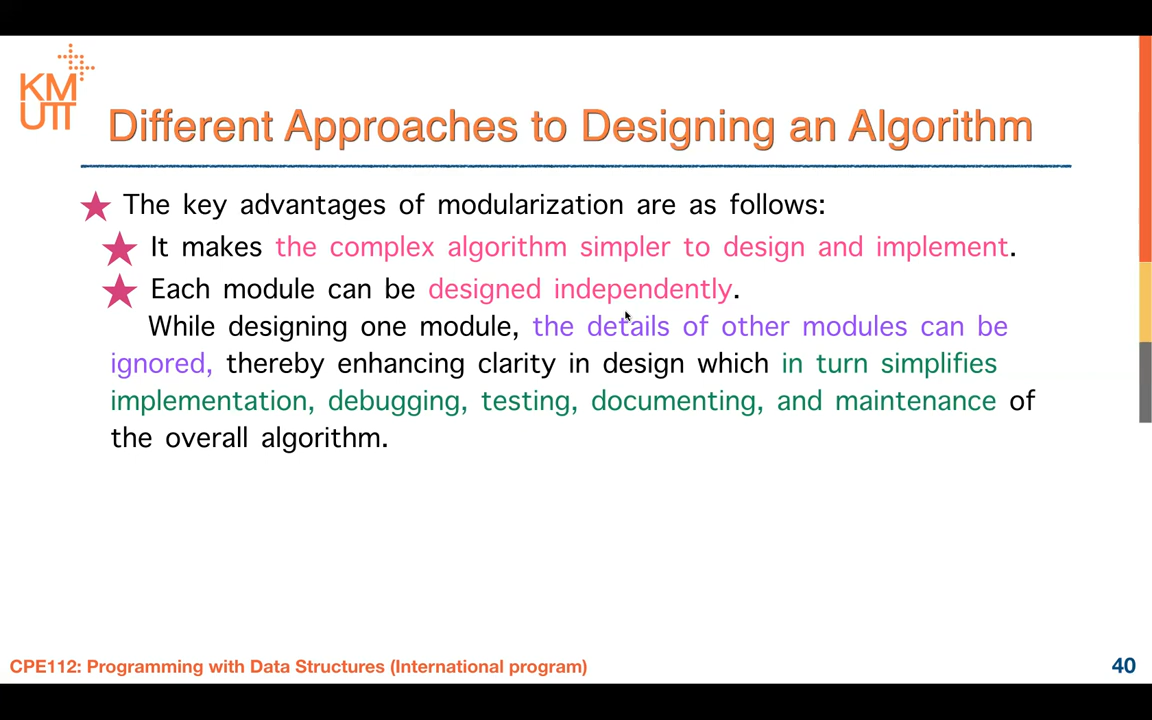 KM
UTT
Different Approaches to Designing an Algorithm
The key advantages of modularization are as follows:
It makes the complex algorithm simpler to design and implement.
Each module can be designed independently.
While designing one module, the details of other modules can be
ignored, thereby enhancing clarity in design which in turn simplifies
implementation, debugging, testing, documenting, and maintenance of
the overall algorithm.
CPE112: Programming with Data Structures (International program)
40